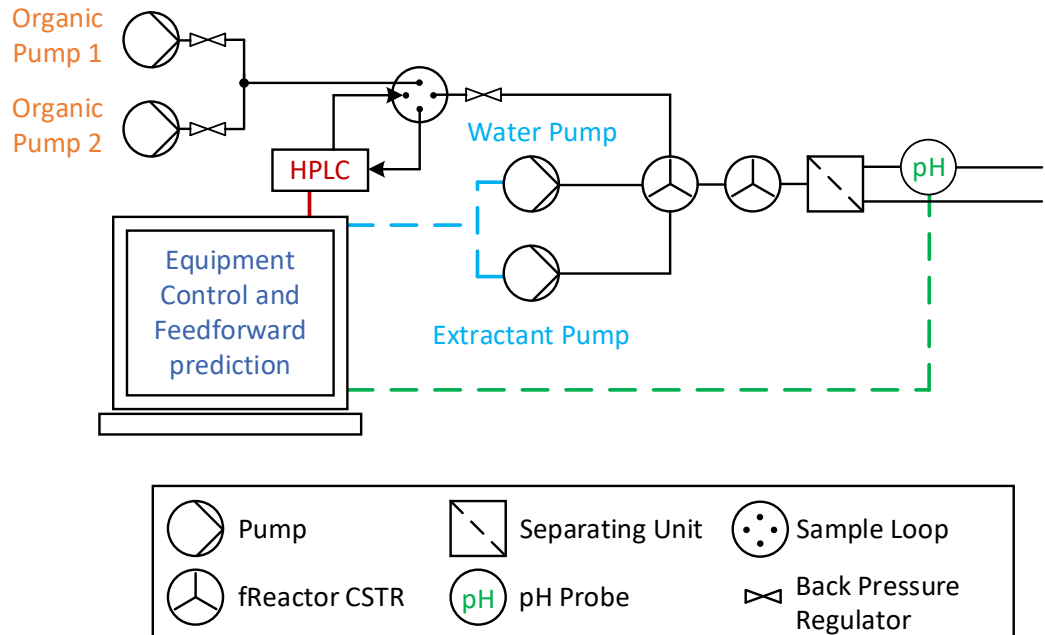 Organic
Pump 1
Organic
Pump 2
Water Pump
HPLC
pH
Equipment
Control and
Feedforward
prediction
Extractant Pump
Pump
Separating Unit
Sample Loop
fReactor CSTR
pH
pH Probe
Back Pressure
Regulator